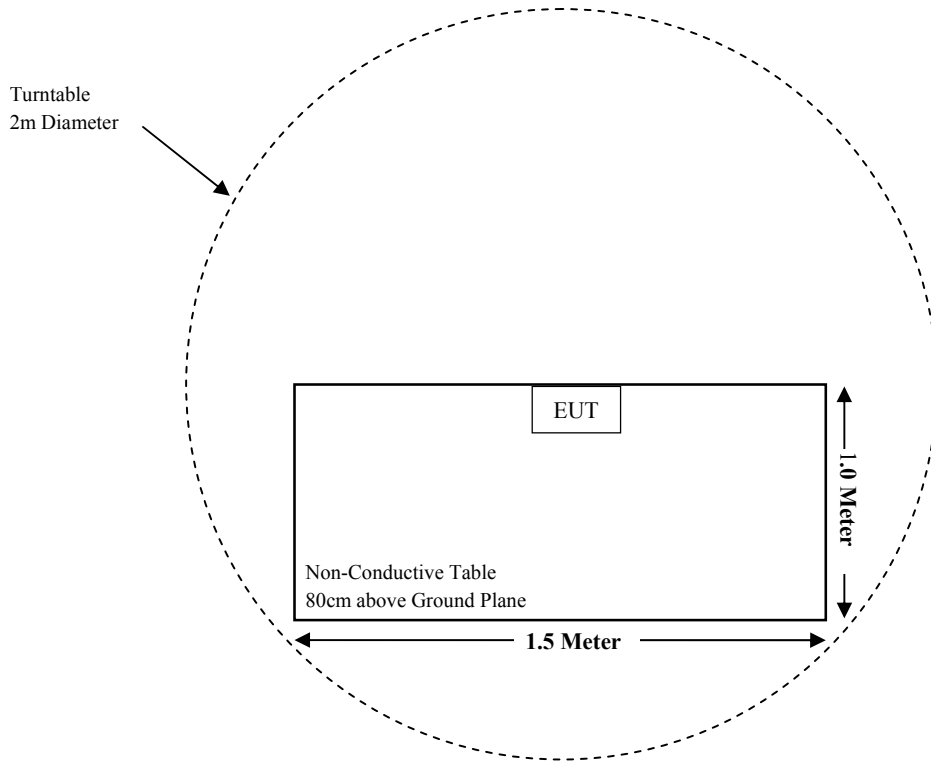 Turntable
2m Diameter
EUT
1.0 Meter
Non-Conductive Table
80cm above Ground Plane
1.5 Meter